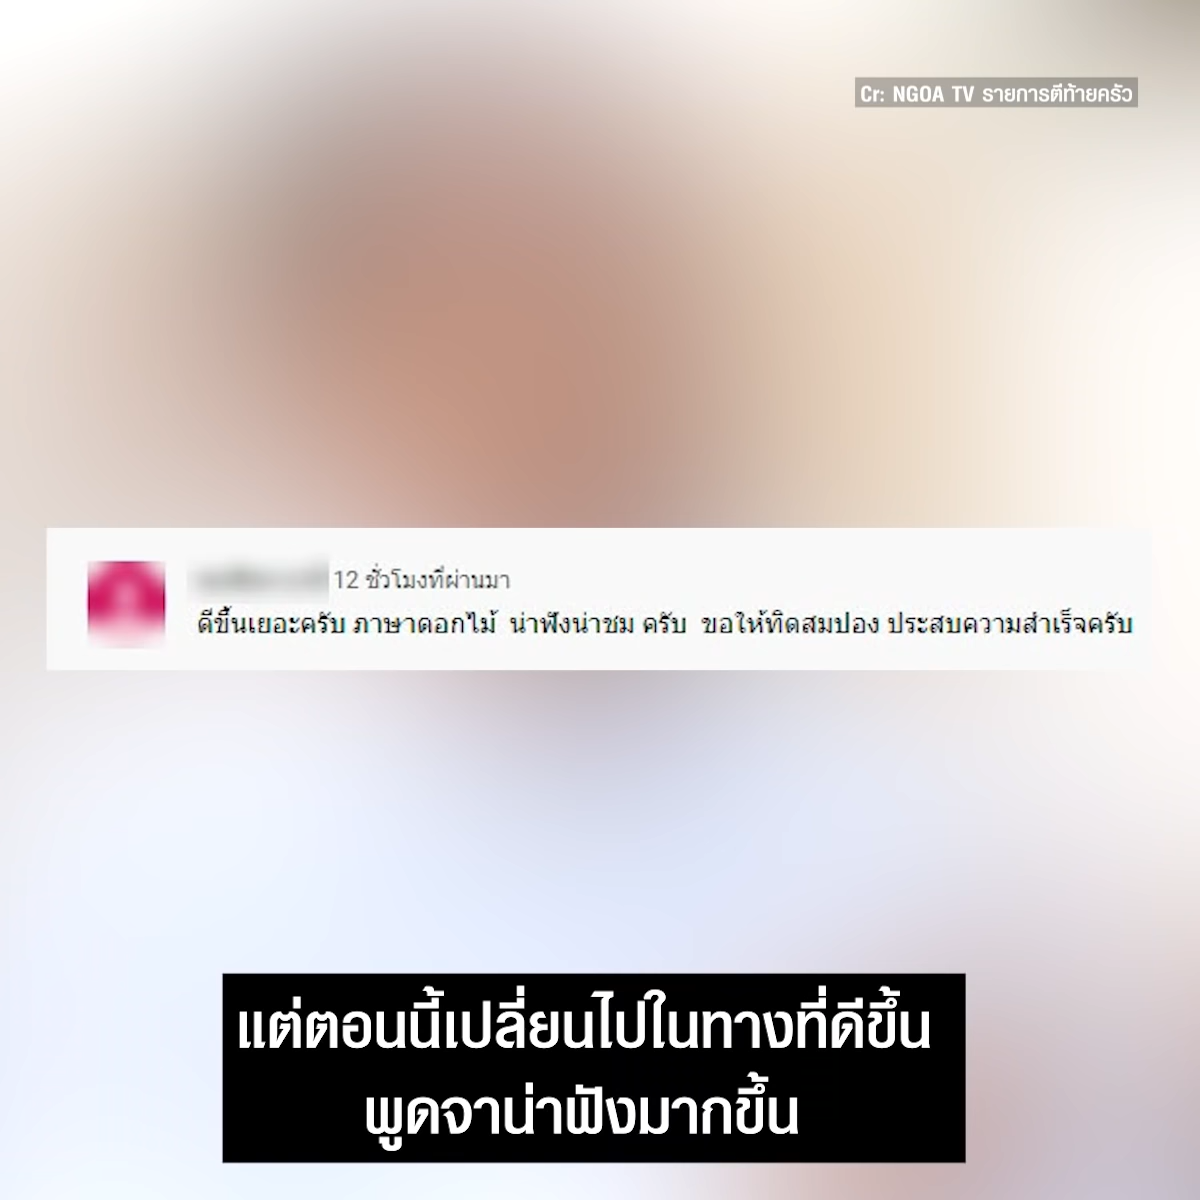 Cr: NGOA TV รายการตีท้ายครัว
12 ชั่วโมงที่ผ่านมา
ดีขึ้นเยอะครับ ภาษาดอกไม้ น่าฟังน่าชม ครับ ขอให้ทิดสมปอง ประสบความสำเร็จครับ
แต่ตอนนี้เปลี่ยนไปในทางที่ดีขึ้น
พูดจาน่าฟังมากขึ้น